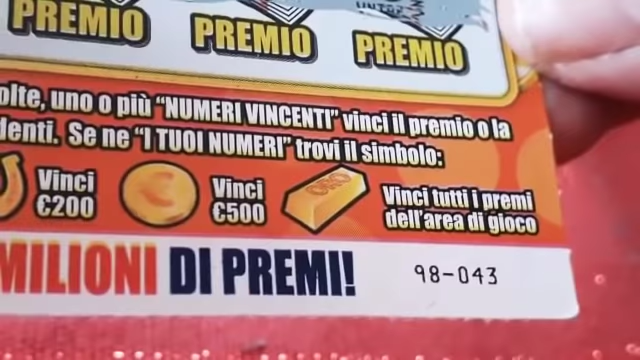 PREMIO PREMIO PREMIO
olte, uno o più "NUMERI VINCENTI" vinci il premio o la
denti. Se ne "I TUOI NUMERI" trovi il simbolo:
Vinci €200
Vinci €500
ORO
Vinci tutti i premi
dell'area di gioco
MILIONI DI PREMI!
98-043